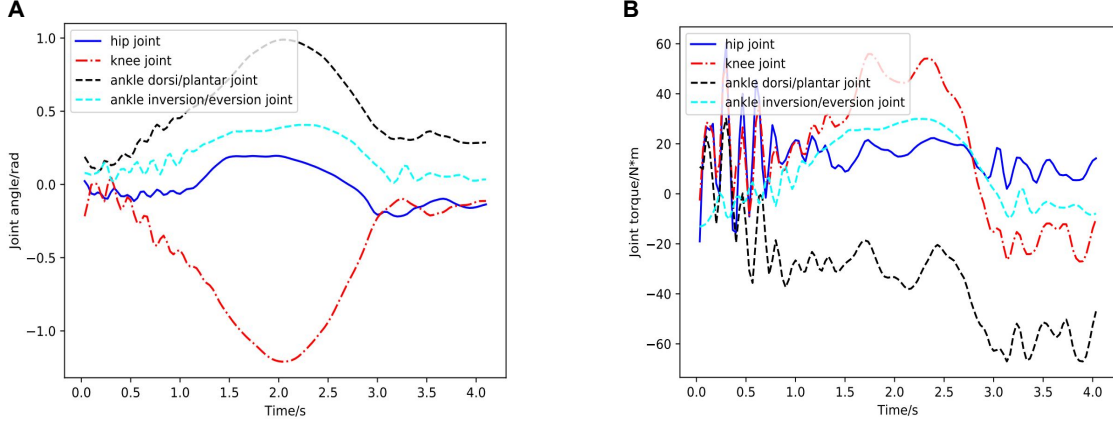 A
hip joint
knee joint
ankle dorsi/plantar joint
ankle inversion/eversion joint
Joint angle/rad
1.0
0.5
0.0
−0.5
−1.0
0.0 0.5 1.0 1.5 2.0 2.5 3.0 3.5 4.0
Time/s
B
hip joint
knee joint
ankle dorsi/plantar joint
ankle inversion/eversion joint
Joint torque/N*m
60
40
20
0
−20
−40
−60
0.0 0.5 1.0 1.5 2.0 2.5 3.0 3.5 4.0
Time/s